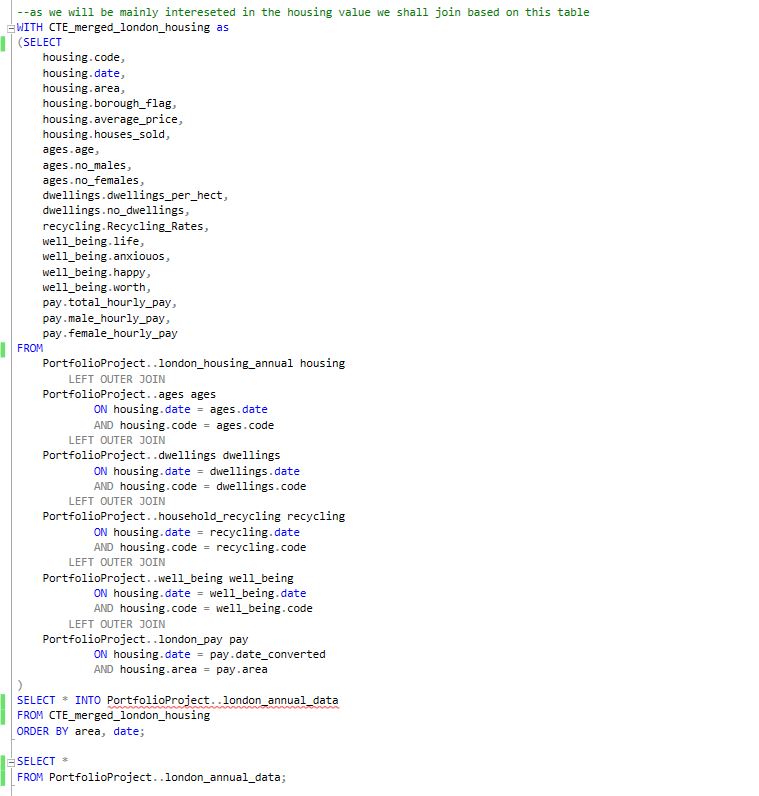 --as we will be mainly intereseted in the housing value we shall join based on this table
WITH CTE_merged_london_housing as
(SELECT
housing.code,
housing.date,
housing.area,
housing.borough_flag,
housing.average_price,
housing.houses_sold,
ages.age,
ages.no_males,
ages.no_females,
dwellings.dwellings_per_hect,
dwellings.no_dwellings,
recycling.Recycling_Rates,
well_being.life,
well_being.anxiouos,
well_being.happy,
well_being.worth,
pay.total_hourly_pay,
pay.male_hourly_pay,
pay.female_hourly_pay
FROM
PortfolioProject..london_housing_annual housing
LEFT OUTER JOIN
PortfolioProject..ages ages
ON housing.date = ages.date
AND housing.code = ages.code
LEFT OUTER JOIN
PortfolioProject..dwellings dwellings
ON housing.date = dwellings.date
AND housing.code = dwellings.code
LEFT OUTER JOIN
PortfolioProject..household_recycling recycling
ON housing.date = recycling.date
AND housing.code = recycling.code
LEFT OUTER JOIN
PortfolioProject..well_being well_being
ON housing.date = well_being.date
AND housing.code = well_being.code
LEFT OUTER JOIN
PortfolioProject..london_pay pay
ON housing.date = pay.date_converted
AND housing.area = pay.area
)
SELECT * INTO PortfolioProject..london_annual_data
FROM CTE_merged_london_housing
ORDER BY area, date;
SELECT *
FROM PortfolioProject..london_annual_data;